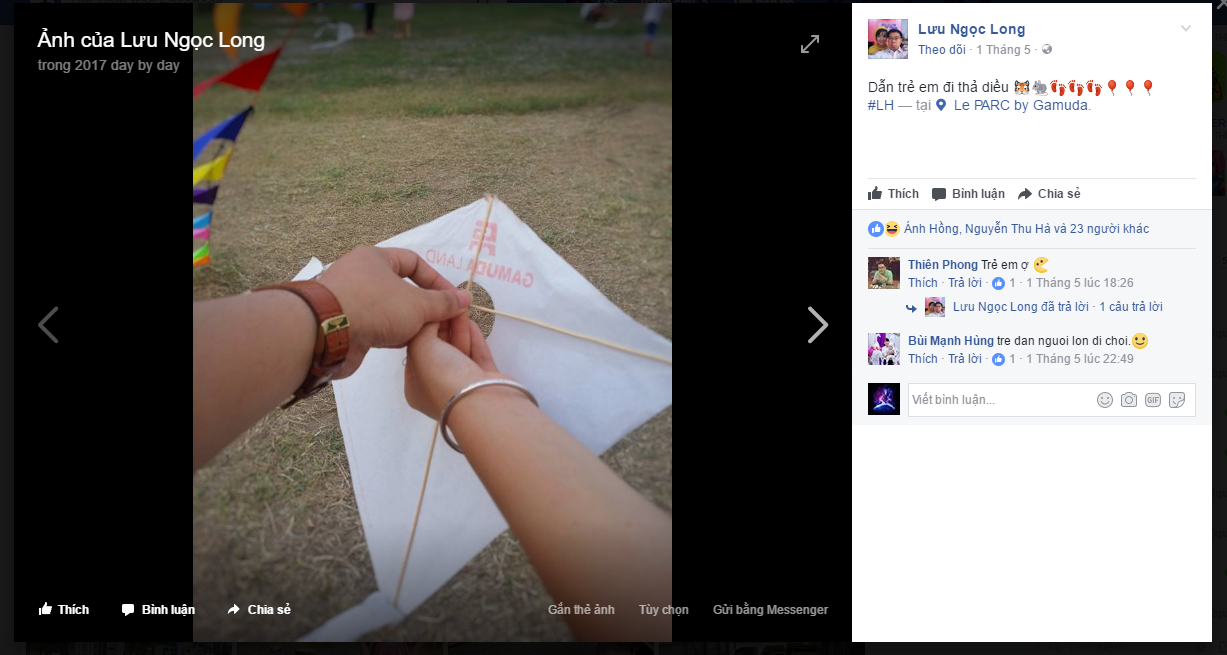 Ảnh của Lưu Ngọc Long
trong 2017 day by day
GAMUDA LAND
Thích Bình luận Chia sẻ
Gắn thẻ ảnh Tùy chọn Gửi bằng Messenger
Lưu Ngọc Long
Theo dõi · 1 Tháng 5 ·
Dẫn trẻ em đi thả diều 🐯🐘👣👣👣🎈🎈🎈
#LH — tại Le PARC by Gamuda.
Thích Bình luận Chia sẻ
Ánh Hồng, Nguyễn Thu Hà và 23 người khác
Thiên Phong Trẻ em ợ
Thích · Trả lời · 1 · 1 Tháng 5 lúc 18:26
Lưu Ngọc Long đã trả lời · 1 câu trả lời
Bùi Mạnh Hùng tre dan nguoi lon di choi.🙂
Thích · Trả lời · 1 · 1 Tháng 5 lúc 22:49
Viết bình luận...
GIF